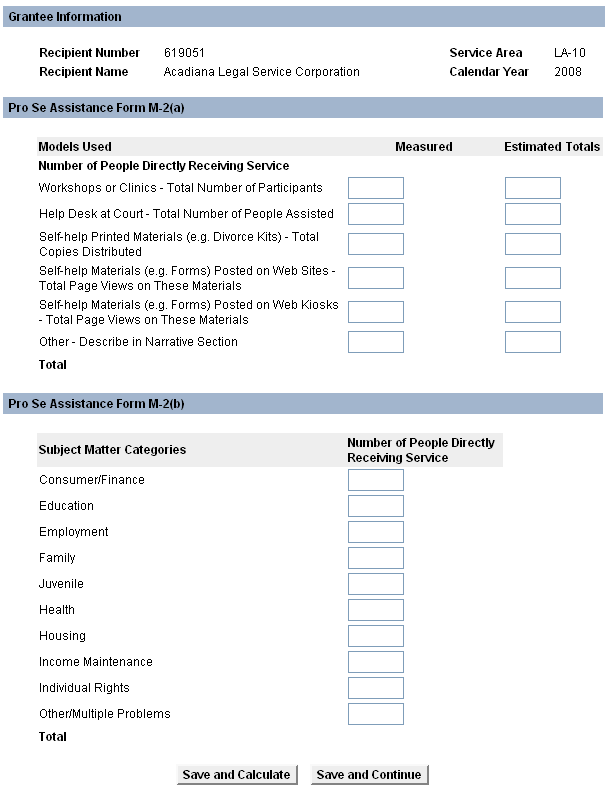 Grantee Information
Recipient Number 619051 Service Area LA-10
Recipient Name Acadiana Legal Service Corporation Calendar Year 2008
Pro Se Assistance Form M-2(a)
Models Used Measured Estimated Totals
Number of People Directly Receiving Service
Workshops or Clinics - Total Number of Participants
Help Desk at Court - Total Number of People Assisted
Self-help Printed Materials (e.g. Divorce Kits) - Total
Copies Distributed
Self-help Materials (e.g. Forms) Posted on Web Sites -
Total Page Views on These Materials
Self-help Materials (e.g. Forms) Posted on Web Kiosks
- Total Page Views on These Materials
Other - Describe in Narrative Section
Total
Pro Se Assistance Form M-2(b)
Subject Matter Categories Number of People Directly
Receiving Service
Consumer/Finance
Education
Employment
Family
Juvenile
Health
Housing
Income Maintenance
Individual Rights
Other/Multiple Problems
Total
Save and Calculate Save and Continue